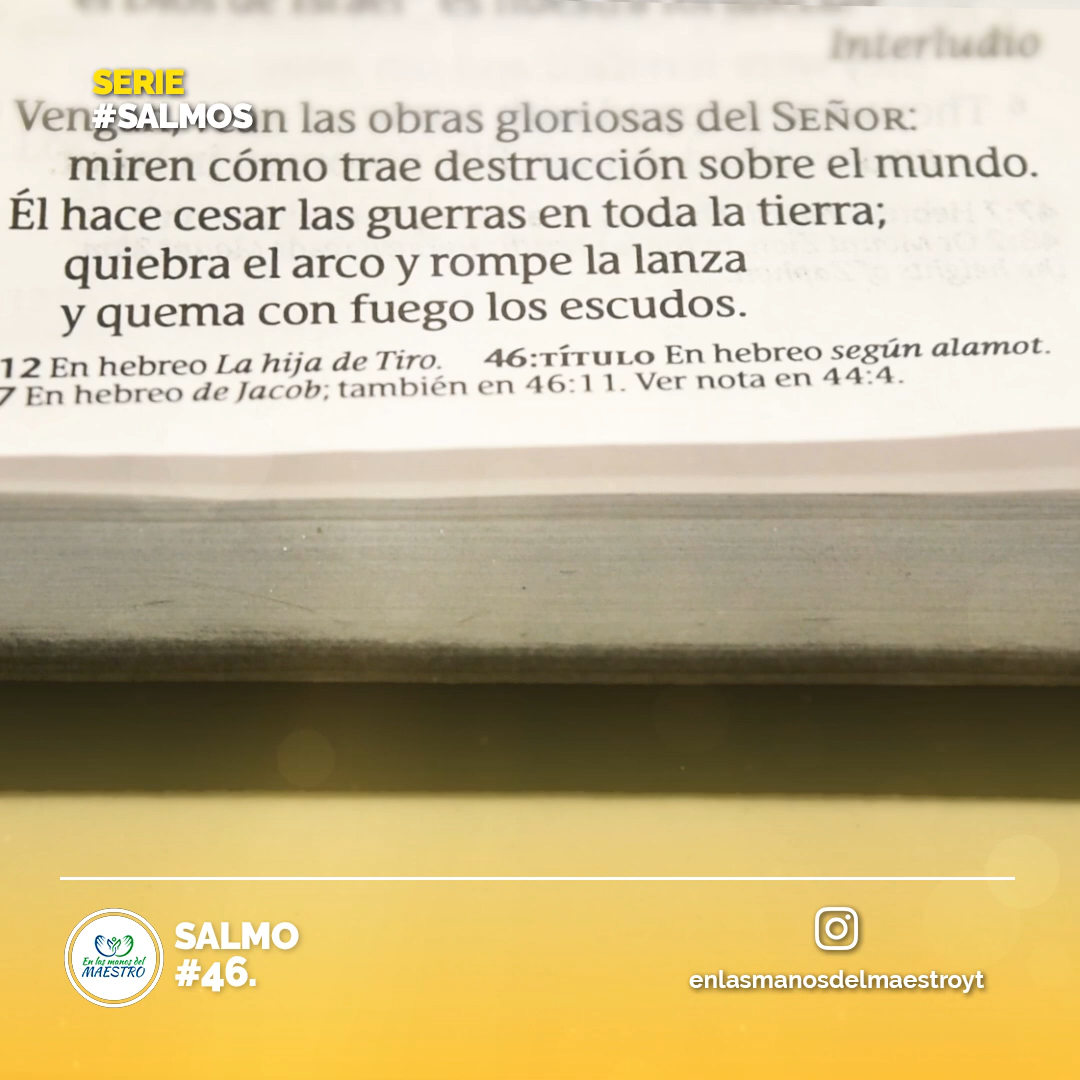 Interludio
SERIE
#SALMOS
las obras gloriosas del SEÑOR:
miren cómo trae destrucción sobre el mundo.
Él hace cesar las guerras en toda la tierra;
quiebra el arco y rompe la lanza
y quema con fuego los escudos.
12 En hebreo La hija de Tiro. 46:TÍTULO En hebreo según alamot.
7 En hebreo de Jacob; también en 46:11. Ver nota en 44:4.
En las manos del
MAESTRO
SALMO
#46.
enlasmanosdelmaestroyt